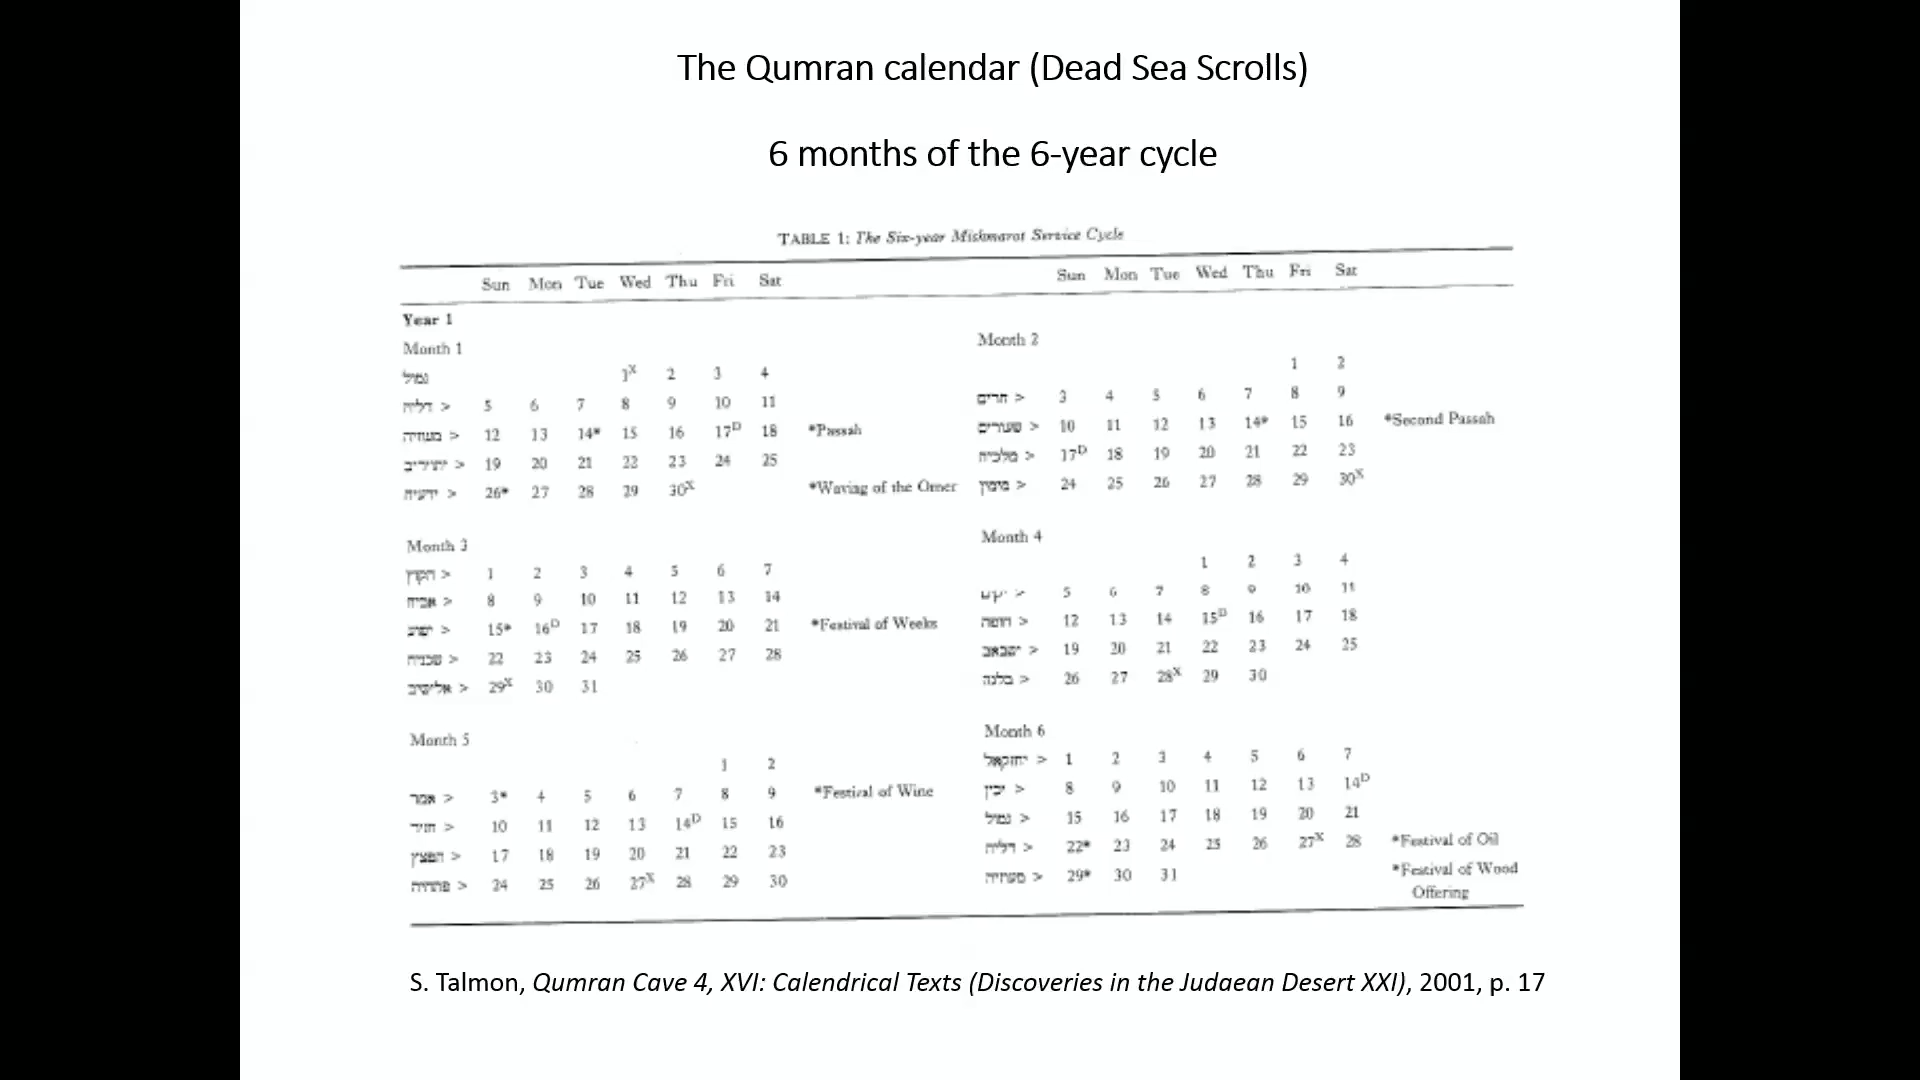 The Qumran calendar (Dead Sea Scrolls)
6 months of the 6-year cycle
TABLE 1: The Six-year Mishmarot Service Cycle
Sun Mon Tue Wed Thu Fri Sat
Year 1
Month 1
גמול 1X 2 3 4
דליה > 5 6 7 8 9 10 11
מעוזיה > 12 13 14* 15 16 17D 18 *Passah
יהויריב > 19 20 21 22 23 24 25
ידעיה > 26* 27 28 29 30X *Waving of the Omer
Month 3
הקוץ > 1 2 3 4 5 6 7
אביה > 8 9 10 11 12 13 14
ישוע > 15* 16D 17 18 19 20 21 *Festival of Weeks
שכניה > 22 23 24 25 26 27 28
אלישיב > 29X 30 31
Month 5
1 2
אמר > 3* 4 5 6 7 8 9 *Festival of Wine
חזיר > 10 11 12 13 14D 15 16
הפצץ > 17 18 19 20 21 22 23
פתחיה > 24 25 26 27X 28 29 30
Sun Mon Tue Wed Thu Fri Sat
Month 2
1 2
חרים > 3 4 5 6 7 8 9
שעורים > 10 11 12 13 14* 15 16 *Second Passah
מלכיה > 17D 18 19 20 21 22 23
מימין > 24 25 26 27 28 29 30X
Month 4
1 2 3 4
> 5 6 7 8 9 10 11
חופה > 12 13 14 15D 16 17 18
ישבאב > 19 20 21 22 23 24 25
בלגה > 26 27 28X 29 30
Month 6
יחזקאל > 1 2 3 4 5 6 7
יכין > 8 9 10 11 12 13 14D
גמול > 15 16 17 18 19 20 21
דליה > 22* 23 24 25 26 27X 28 *Festival of Oil
מעוזיה > 29* 30 31 *Festival of Wood
Offering
S. Talmon, Qumran Cave 4, XVI: Calendrical Texts (Discoveries in the Judaean Desert XXI), 2001, p. 17